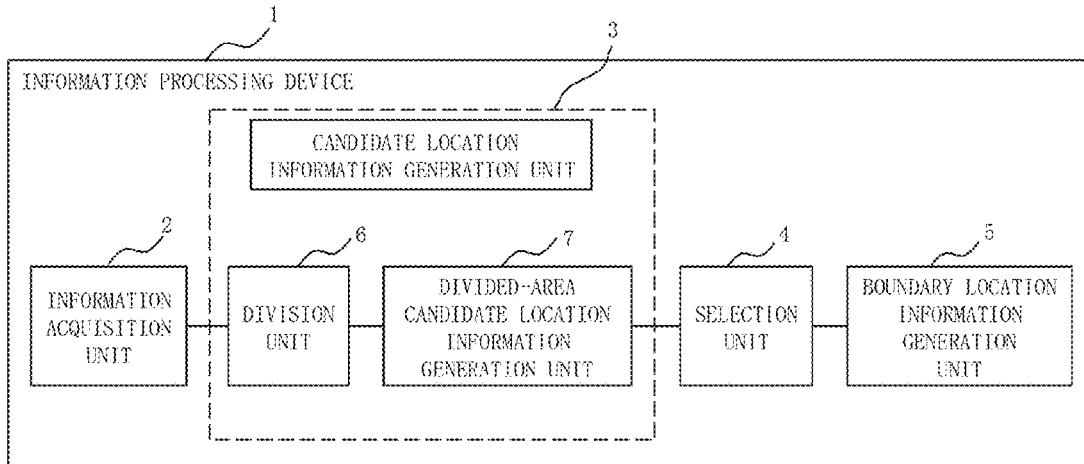 1
3
INFORMATION PROCESSING DEVICE
CANDIDATE LOCATION
INFORMATION GENERATION UNIT
2
INFORMATION
ACQUISITION
UNIT
6
DIVISION
UNIT
7
DIVIDED-AREA
CANDIDATE LOCATION
INFORMATION
GENERATION UNIT
4
SELECTION
UNIT
5
BOUNDARY LOCATION
INFORMATION
GENERATION
UNIT